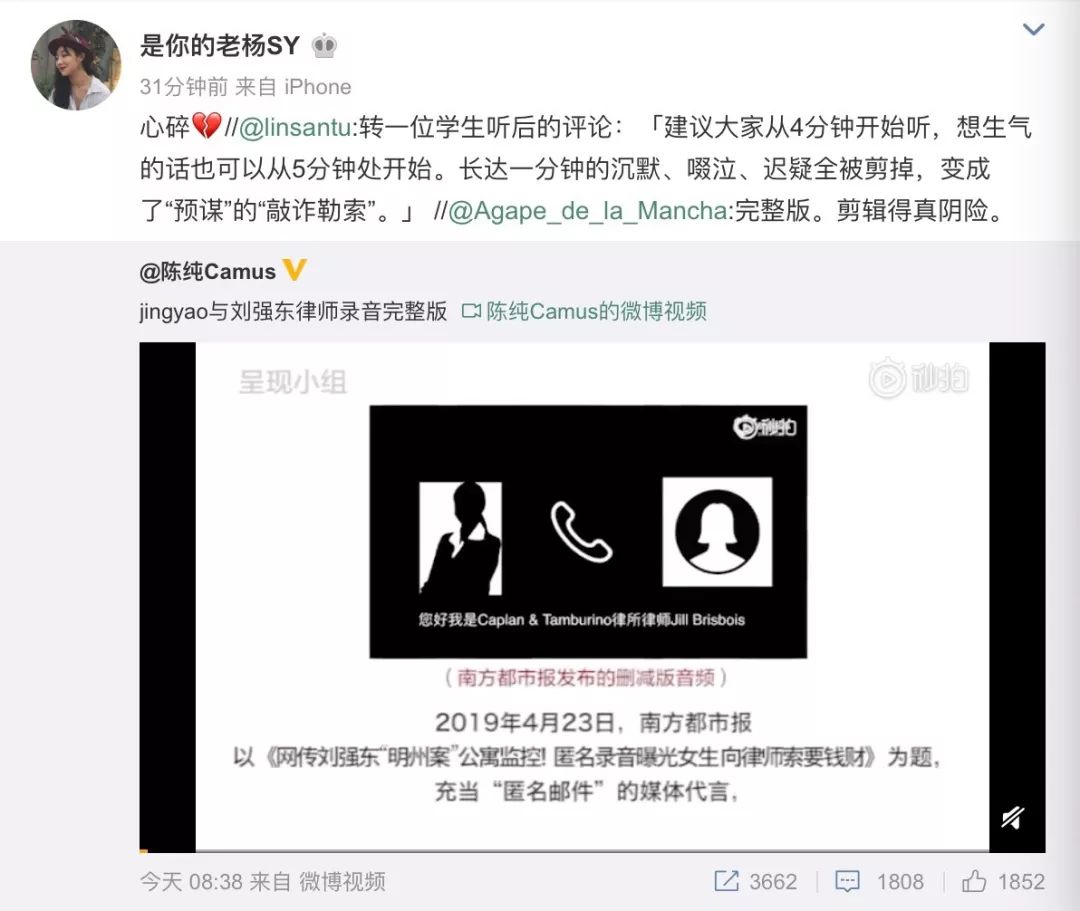 是你的老杨SY
31分钟前 来自 iPhone
心碎💔//@linsantu:转一位学生听后的评论：「建议大家从4分钟开始听，想生气
的话也可以从5分钟处开始。长达一分钟的沉默、啜泣、迟疑全被剪掉，变成
了“预谋”的“敲诈勒索”。」 //@Agape_de_la_Mancha:完整版。剪辑得真阴险。
@陈纯Camus
jingyao与刘强东律师录音完整版 陈纯Camus的微博视频
呈现小组
秒拍
秒拍
您好我是Caplan & Tamburino律所律师Jill Brisbois
（南方都市报发布的删减版音频）
2019年4月23日，南方都市报
以《网传刘强东“明州案”公寓监控! 匿名录音曝光女生向律师索要钱财》为题，
充当“匿名邮件”的媒体代言，
今天 08:38 来自 微博视频
3662 1808 1852